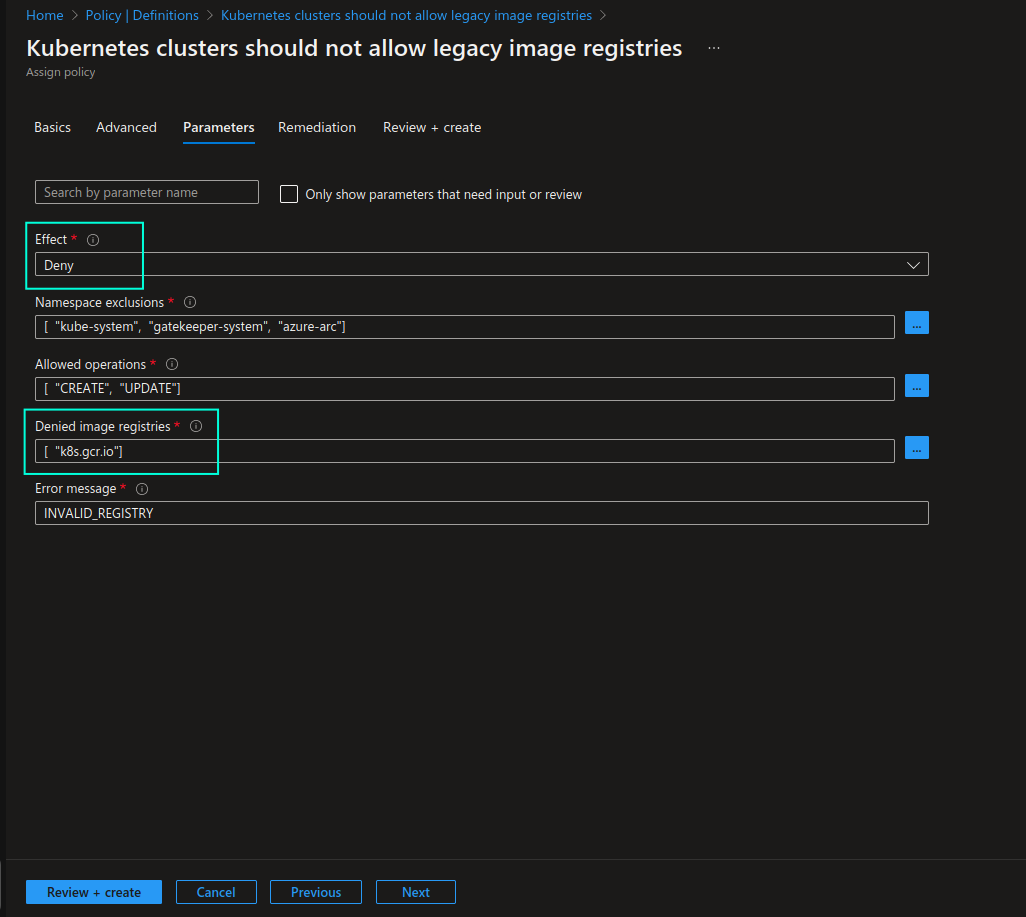 Home > Policy | Definitions > Kubernetes clusters should not allow legacy image registries >
Kubernetes clusters should not allow legacy image registries ...
Assign policy
Basics Advanced Parameters Remediation Review + create
Search by parameter name Only show parameters that need input or review
Effect *
Deny
Namespace exclusions *
[ "kube-system", "gatekeeper-system", "azure-arc"] ...
Allowed operations *
[ "CREATE", "UPDATE"] ...
Denied image registries *
[ "k8s.gcr.io"] ...
Error message *
INVALID_REGISTRY
Review + create Cancel Previous Next